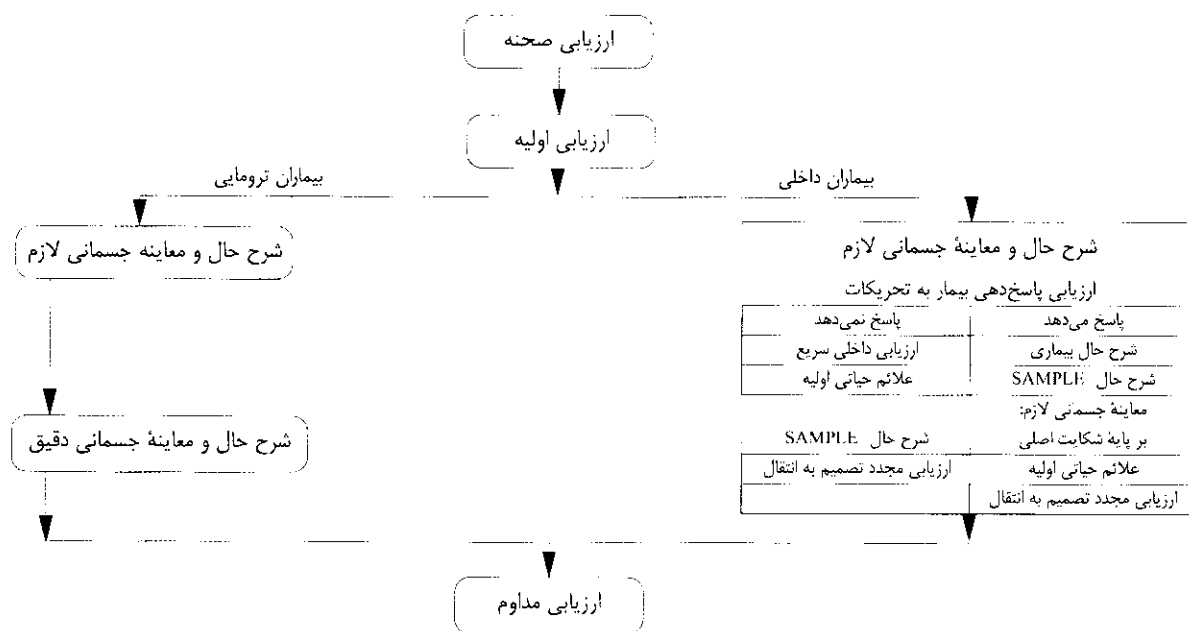 ارزیابی صحنه
ارزیابی اولیه
بیماران داخلی
بیماران ترومایی
شرح حال و معاینهٔ جسمانی لازم
شرح حال و معاینه جسمانی لازم
ارزیابی پاسخ‌دهی بیمار به تحریکات
پاسخ می‌دهد
پاسخ نمی‌دهد
شرح حال بیماری
ارزیابی داخلی سریع
شرح حال SAMPLE
علائم حیاتی اولیه
معاینهٔ جسمانی لازم:
بر پایهٔ شکایت اصلی
شرح حال SAMPLE
علائم حیاتی اولیه
ارزیابی مجدد تصمیم به انتقال
ارزیابی مجدد تصمیم به انتقال
شرح حال و معاینهٔ جسمانی دقیق
ارزیابی مداوم